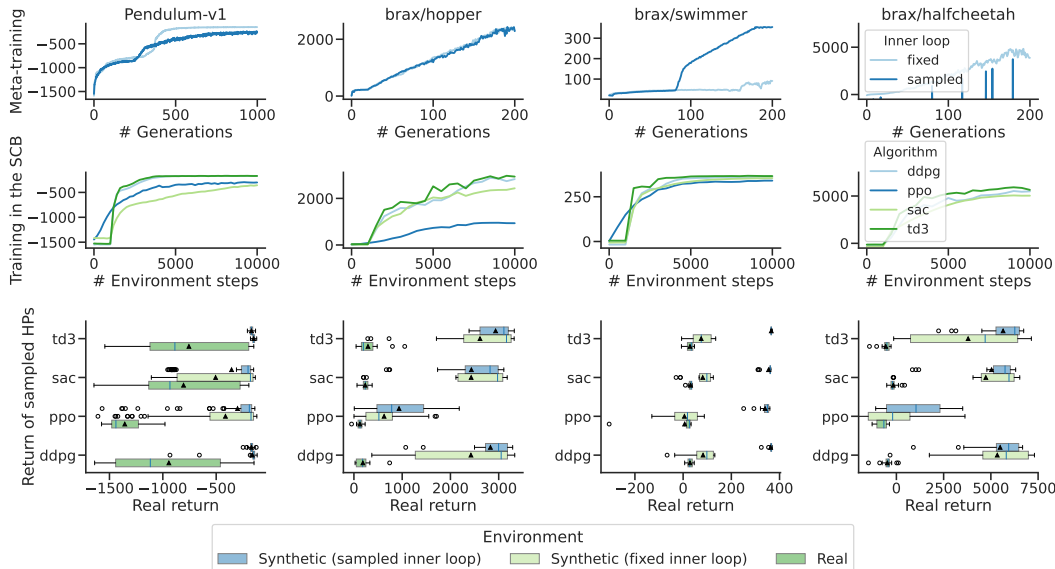 Pendulum-v1
brax/hopper
brax/swimmer
brax/halfcheetah
Meta-training
−500
−1000
−1500
0
500
1000
# Generations
2000
0
0
100
200
# Generations
300
200
100
0
100
200
# Generations
5000
0
0
100
200
# Generations
Inner loop
fixed
sampled
Training in the SCB
−500
−1000
−1500
0
5000
10000
# Environment steps
2000
0
0
5000
10000
# Environment steps
250
0
0
5000
10000
# Environment steps
5000
0
0
5000
10000
# Environment steps
Algorithm
ddpg
ppo
sac
td3
Return of sampled HPs
td3
sac
ppo
ddpg
−1500
−1000
−500
Real return
td3
sac
ppo
ddpg
0
1000
2000
3000
Real return
td3
sac
ppo
ddpg
−200
0
200
400
Real return
td3
sac
ppo
ddpg
0
2500
5000
7500
Real return
Environment
Synthetic (sampled inner loop)
Synthetic (fixed inner loop)
Real